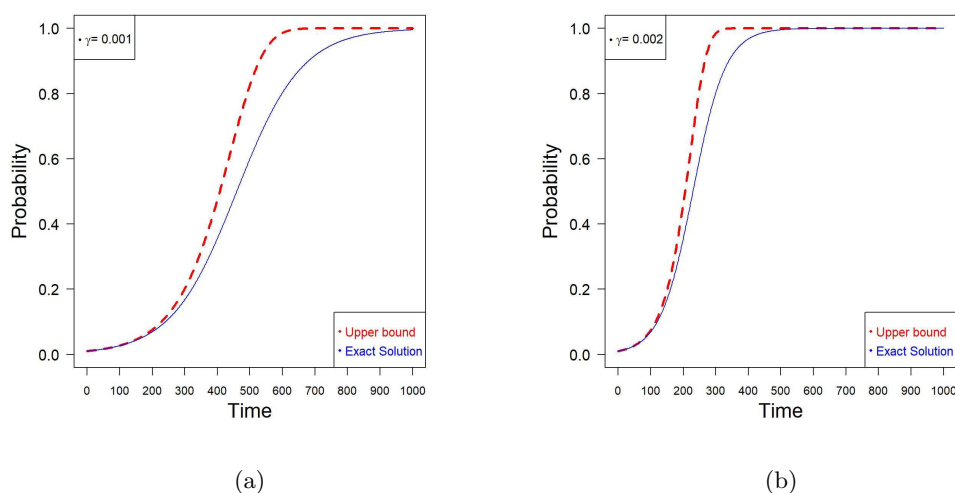 • γ= 0.001
1.0
0.8
0.6
0.4
0.2
0.0
Probability
0 100 200 300 400 500 600 700 800 900 1000
Time
• Upper bound
• Exact Solution
(a)
• γ= 0.002
1.0
0.8
0.6
0.4
0.2
0.0
Probability
0 100 200 300 400 500 600 700 800 900 1000
Time
• Upper bound
• Exact Solution
(b)